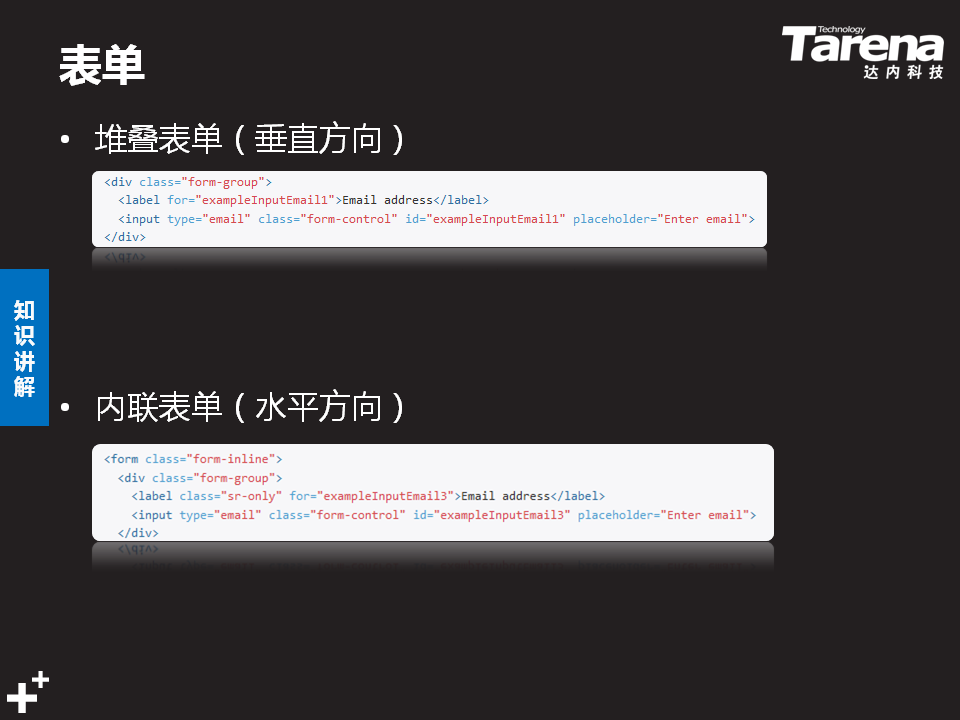 表单
Technology
Tarena
达内科技
• 堆叠表单（垂直方向）
<div class="form-group">
<label for="exampleInputEmail1">Email address</label>
<input type="email" class="form-control" id="exampleInputEmail1" placeholder="Enter email">
</div>
知识讲解
• 内联表单（水平方向）
<form class="form-inline">
<div class="form-group">
<label class="sr-only" for="exampleInputEmail3">Email address</label>
<input type="email" class="form-control" id="exampleInputEmail3" placeholder="Enter email">
</div>